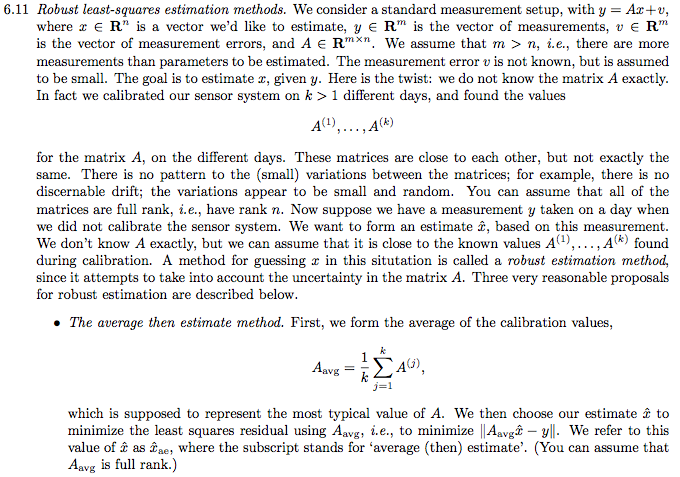 6.11 Robust least-squares estimation methods. We consider a standard measurement setup, with y = Ax+v,
where x ∈ Rⁿ is a vector we'd like to estimate, y ∈ Rᵐ is the vector of measurements, v ∈ Rᵐ
is the vector of measurement errors, and A ∈ Rᵐˣⁿ. We assume that m > n, i.e., there are more
measurements than parameters to be estimated. The measurement error v is not known, but is assumed
to be small. The goal is to estimate x, given y. Here is the twist: we do not know the matrix A exactly.
In fact we calibrated our sensor system on k > 1 different days, and found the values
A⁽¹⁾, . . . , A⁽ᵏ⁾
for the matrix A, on the different days. These matrices are close to each other, but not exactly the
same. There is no pattern to the (small) variations between the matrices; for example, there is no
discernable drift; the variations appear to be small and random. You can assume that all of the
matrices are full rank, i.e., have rank n. Now suppose we have a measurement y taken on a day when
we did not calibrate the sensor system. We want to form an estimate x̂, based on this measurement.
We don't know A exactly, but we can assume that it is close to the known values A⁽¹⁾, . . . , A⁽ᵏ⁾ found
during calibration. A method for guessing x in this situtation is called a robust estimation method,
since it attempts to take into account the uncertainty in the matrix A. Three very reasonable proposals
for robust estimation are described below.
• The average then estimate method. First, we form the average of the calibration values,
A_avg = 1/k ∑_{j=1}^{k} A⁽ʲ⁾,
which is supposed to represent the most typical value of A. We then choose our estimate x̂ to
minimize the least squares residual using A_avg, i.e., to minimize ‖A_avg x̂ − y‖. We refer to this
value of x̂ as x̂_ae, where the subscript stands for 'average (then) estimate'. (You can assume that
A_avg is full rank.)